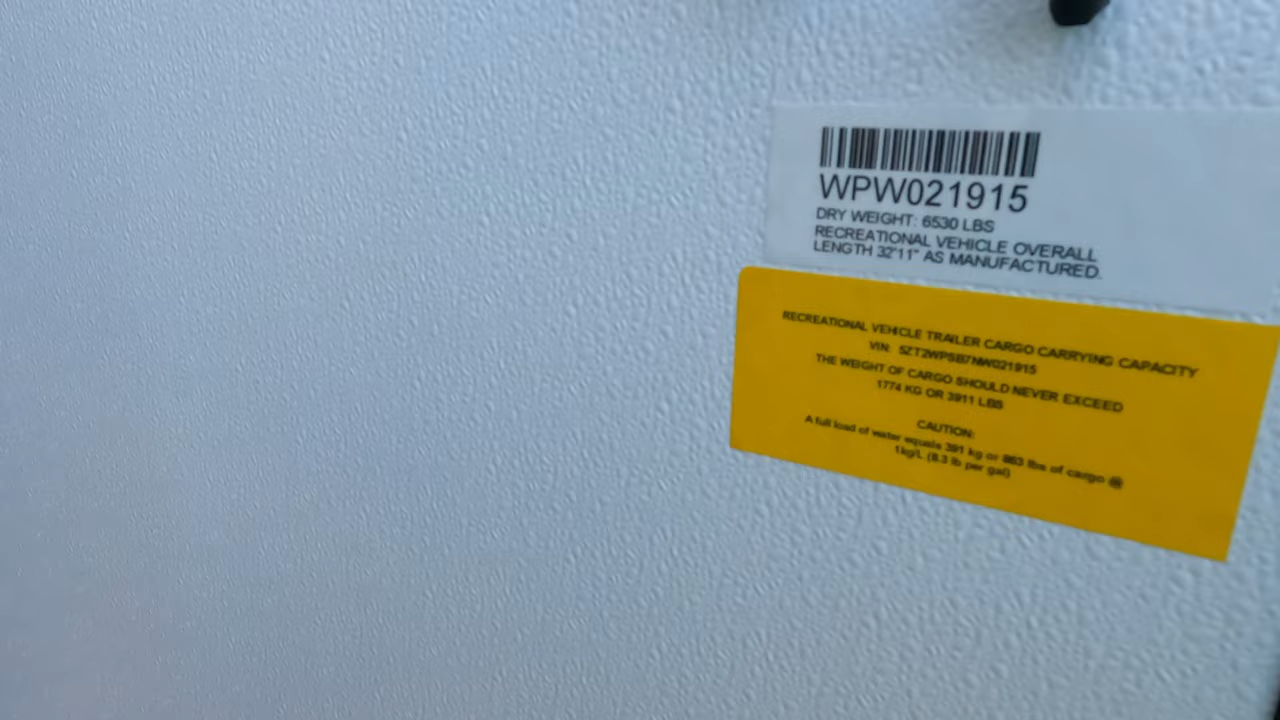 WPW021915
DRY WEIGHT: 6530 LBS
RECREATIONAL VEHICLE OVERALL
LENGTH 32'11" AS MANUFACTURED.
RECREATIONAL VEHICLE TRAILER CARGO CARRYING CAPACITY
VIN: 5ZT2WPSB7NW021915
THE WEIGHT OF CARGO SHOULD NEVER EXCEED
1774 KG OR 3911 LBS
CAUTION:
A full load of water equals 391 kg or 863 lbs of cargo @
1kg/L (8.3 lb per gal)